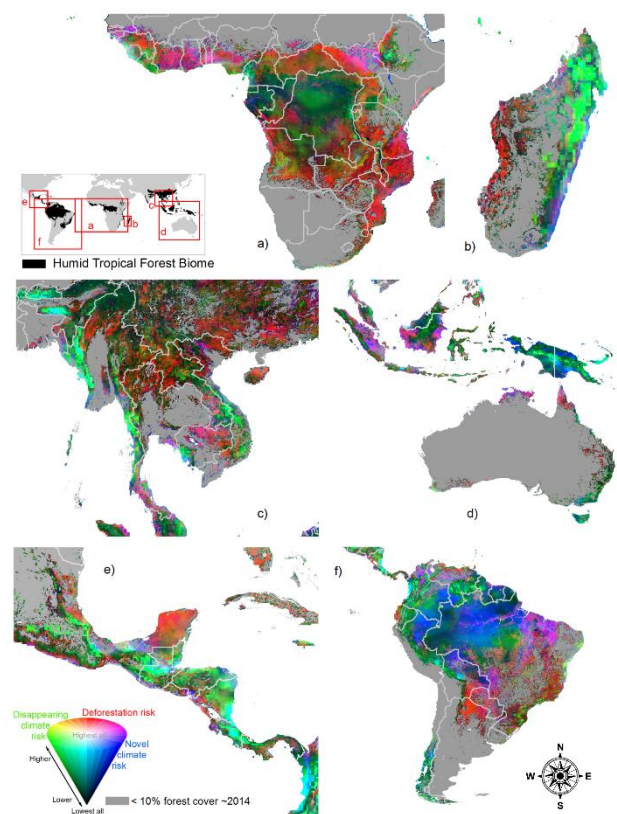 a)
b)
e
a
b
c
d
f
Humid Tropical Forest Biome
c)
d)
e)
f)
Disappearing
climate
risk
Deforestation risk
Highest all
Novel
climate
risk
Higher
Lower
Lowest all
< 10% forest cover ~2014
N
W
E
S